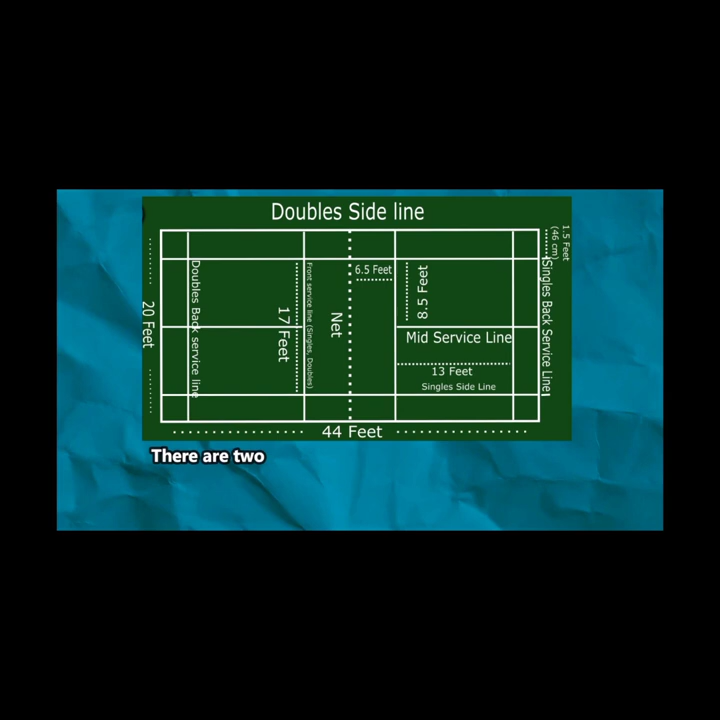 Doubles Side line
1.5 Feet
(46 cm)
6.5 Feet
8.5 Feet
Doubles Back service line
Front service line (Singles, Doubles)
Singles Back Service Line
20 Feet
17 Feet
Net
Mid Service Line
13 Feet
Singles Side Line
44 Feet
There are two